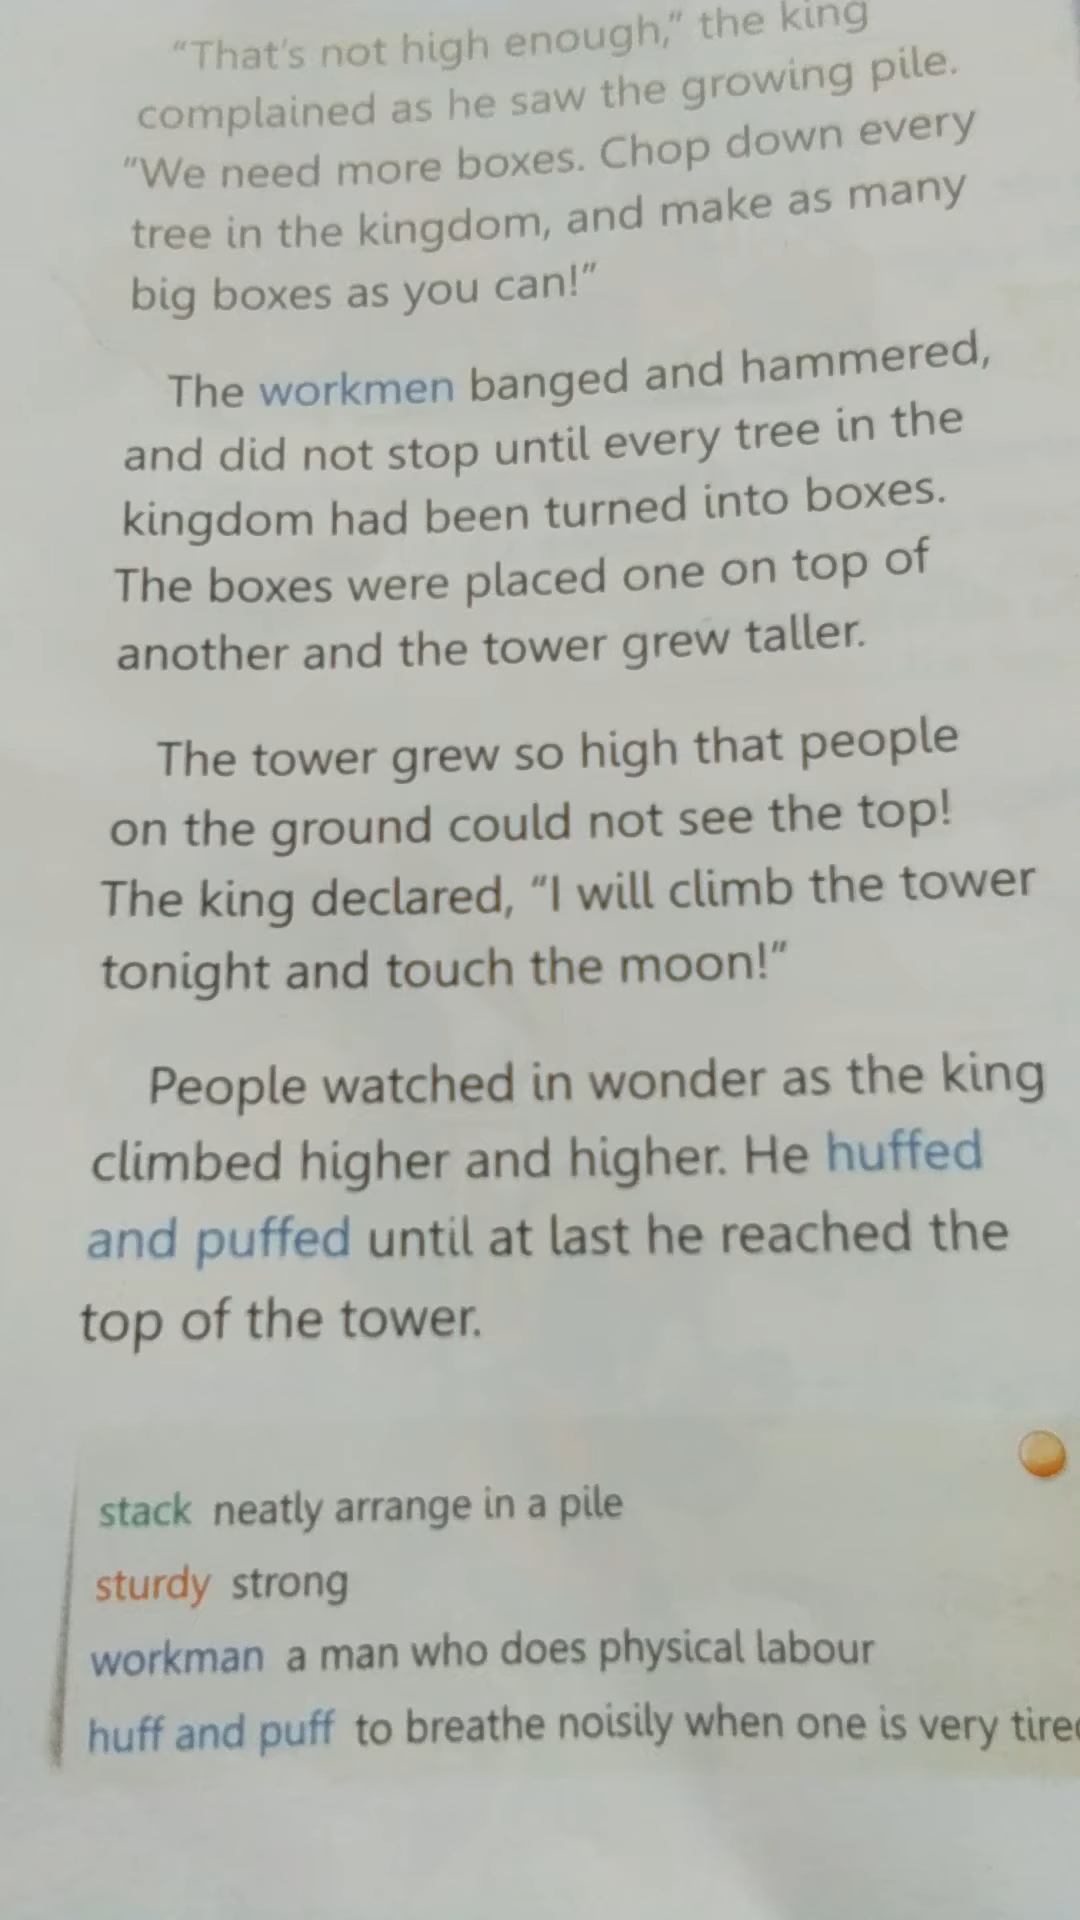 “That’s not high enough,” the king
complained as he saw the growing pile.
“We need more boxes. Chop down every
tree in the kingdom, and make as many
big boxes as you can!”
The workmen banged and hammered,
and did not stop until every tree in the
kingdom had been turned into boxes.
The boxes were placed one on top of
another and the tower grew taller.
The tower grew so high that people
on the ground could not see the top!
The king declared, “I will climb the tower
tonight and touch the moon!”
People watched in wonder as the king
climbed higher and higher. He huffed
and puffed until at last he reached the
top of the tower.
stack neatly arrange in a pile
sturdy strong
workman a man who does physical labour
huff and puff to breathe noisily when one is very